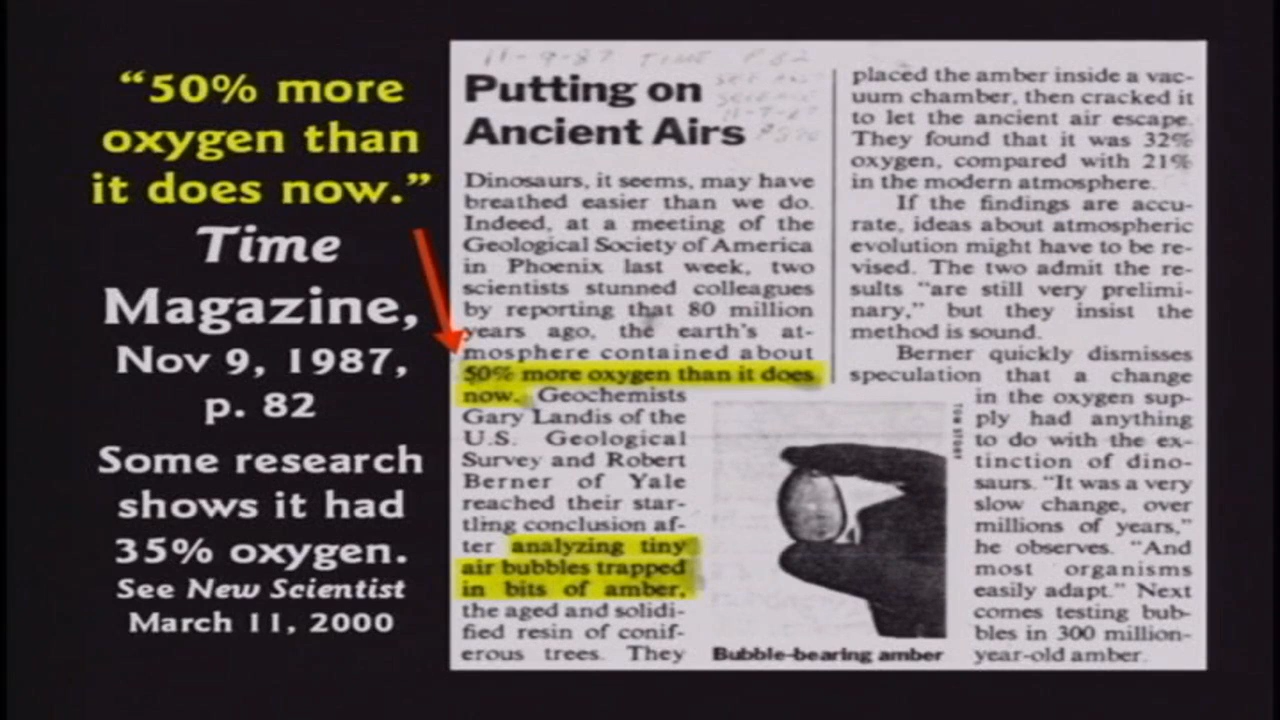 “50% more
oxygen than
it does now.”
Time
Magazine,
Nov 9, 1987,
p. 82
Some research
shows it had
35% oxygen.
See New Scientist
March 11, 2000
11-9-87 TIME P.82
Putting on
Ancient Airs
Dinosaurs, it seems, may have
breathed easier than we do.
Indeed, at a meeting of the
Geological Society of America
in Phoenix last week, two
scientists stunned colleagues
by reporting that 80 million
years ago, the earth's at-
mosphere contained about
50% more oxygen than it does
now. Geochemists
Gary Landis of the
U.S. Geological
Survey and Robert
Berner of Yale
reached their star-
tling conclusion af-
ter analyzing tiny
air bubbles trapped
in bits of amber,
the aged and solidi-
fied resin of conif-
erous trees. They
placed the amber inside a vac-
uum chamber, then cracked it
to let the ancient air escape.
They found that it was 32%
oxygen, compared with 21%
in the modern atmosphere.
If the findings are accu-
rate, ideas about atmospheric
evolution might have to be re-
vised. The two admit the re-
sults “are still very prelimi-
nary,” but they insist the
method is sound.
Berner quickly dismisses
speculation that a change
in the oxygen sup-
ply had anything
to do with the ex-
tinction of dino-
saurs. “It was a very
slow change, over
millions of years,”
he observes. “And
most organisms
easily adapt.” Next
comes testing bub-
bles in 300 million-
year-old amber.
TOM STORY
Bubble-bearing amber